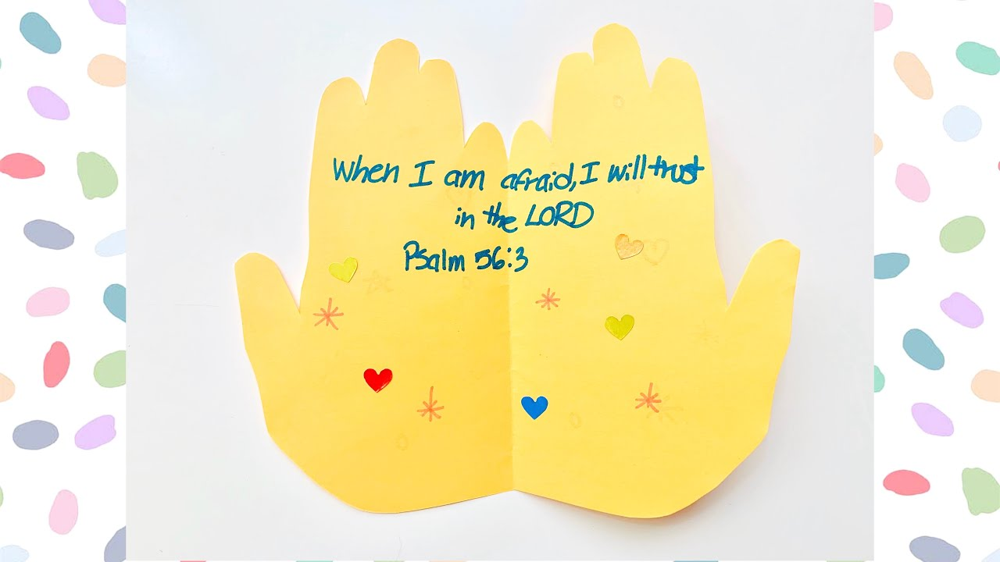 When I am afraid, I will trust
in the LORD
Psalm 56:3